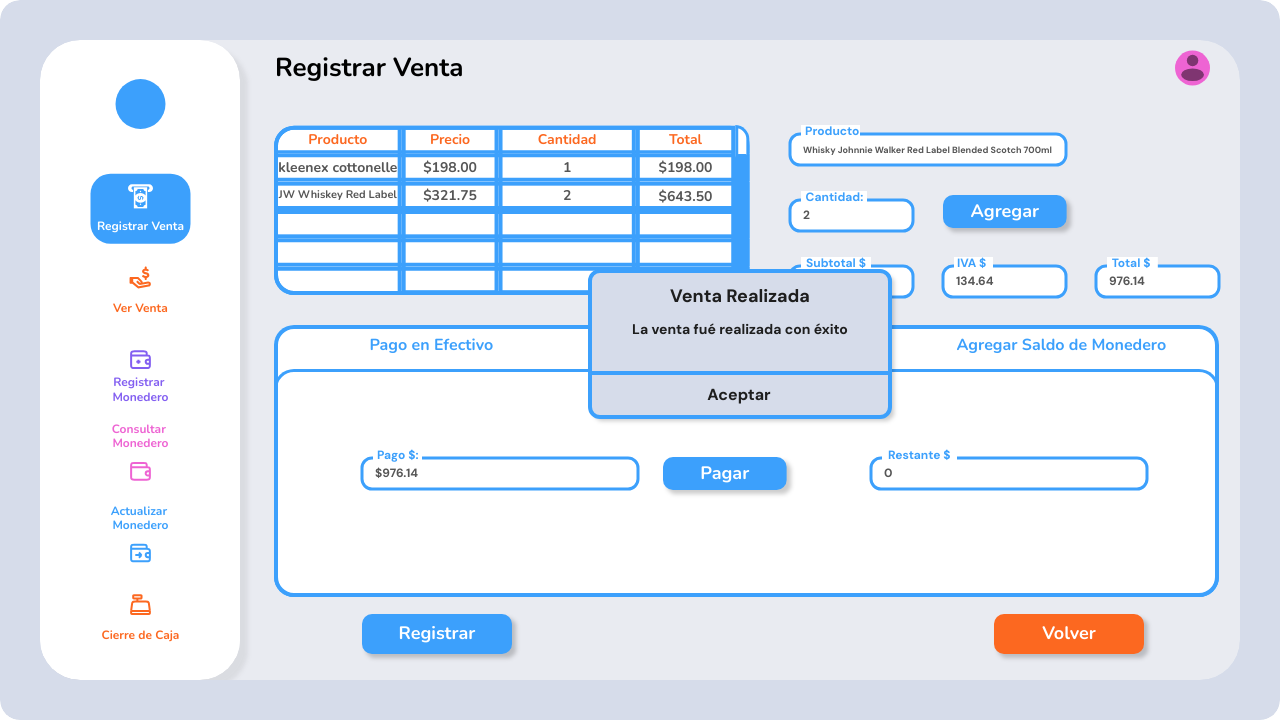 Registrar Venta
Registrar Venta
Ver Venta
Registrar
Monedero
Consultar
Monedero
Actualizar
Monedero
Cierre de Caja
Producto Precio Cantidad Total
kleenex cottonelle $198.00 1 $198.00
JW Whiskey Red Label $321.75 2 $643.50
Producto
Whisky Johnnie Walker Red Label Blended Scotch 700ml
Cantidad:
2
Agregar
Subtotal $ IVA $ Total $
134.64 976.14
Venta Realizada
La venta fué realizada con éxito
Aceptar
Pago en Efectivo Agregar Saldo de Monedero
Pago $:
$976.14
Pagar
Restante $
0
Registrar Volver